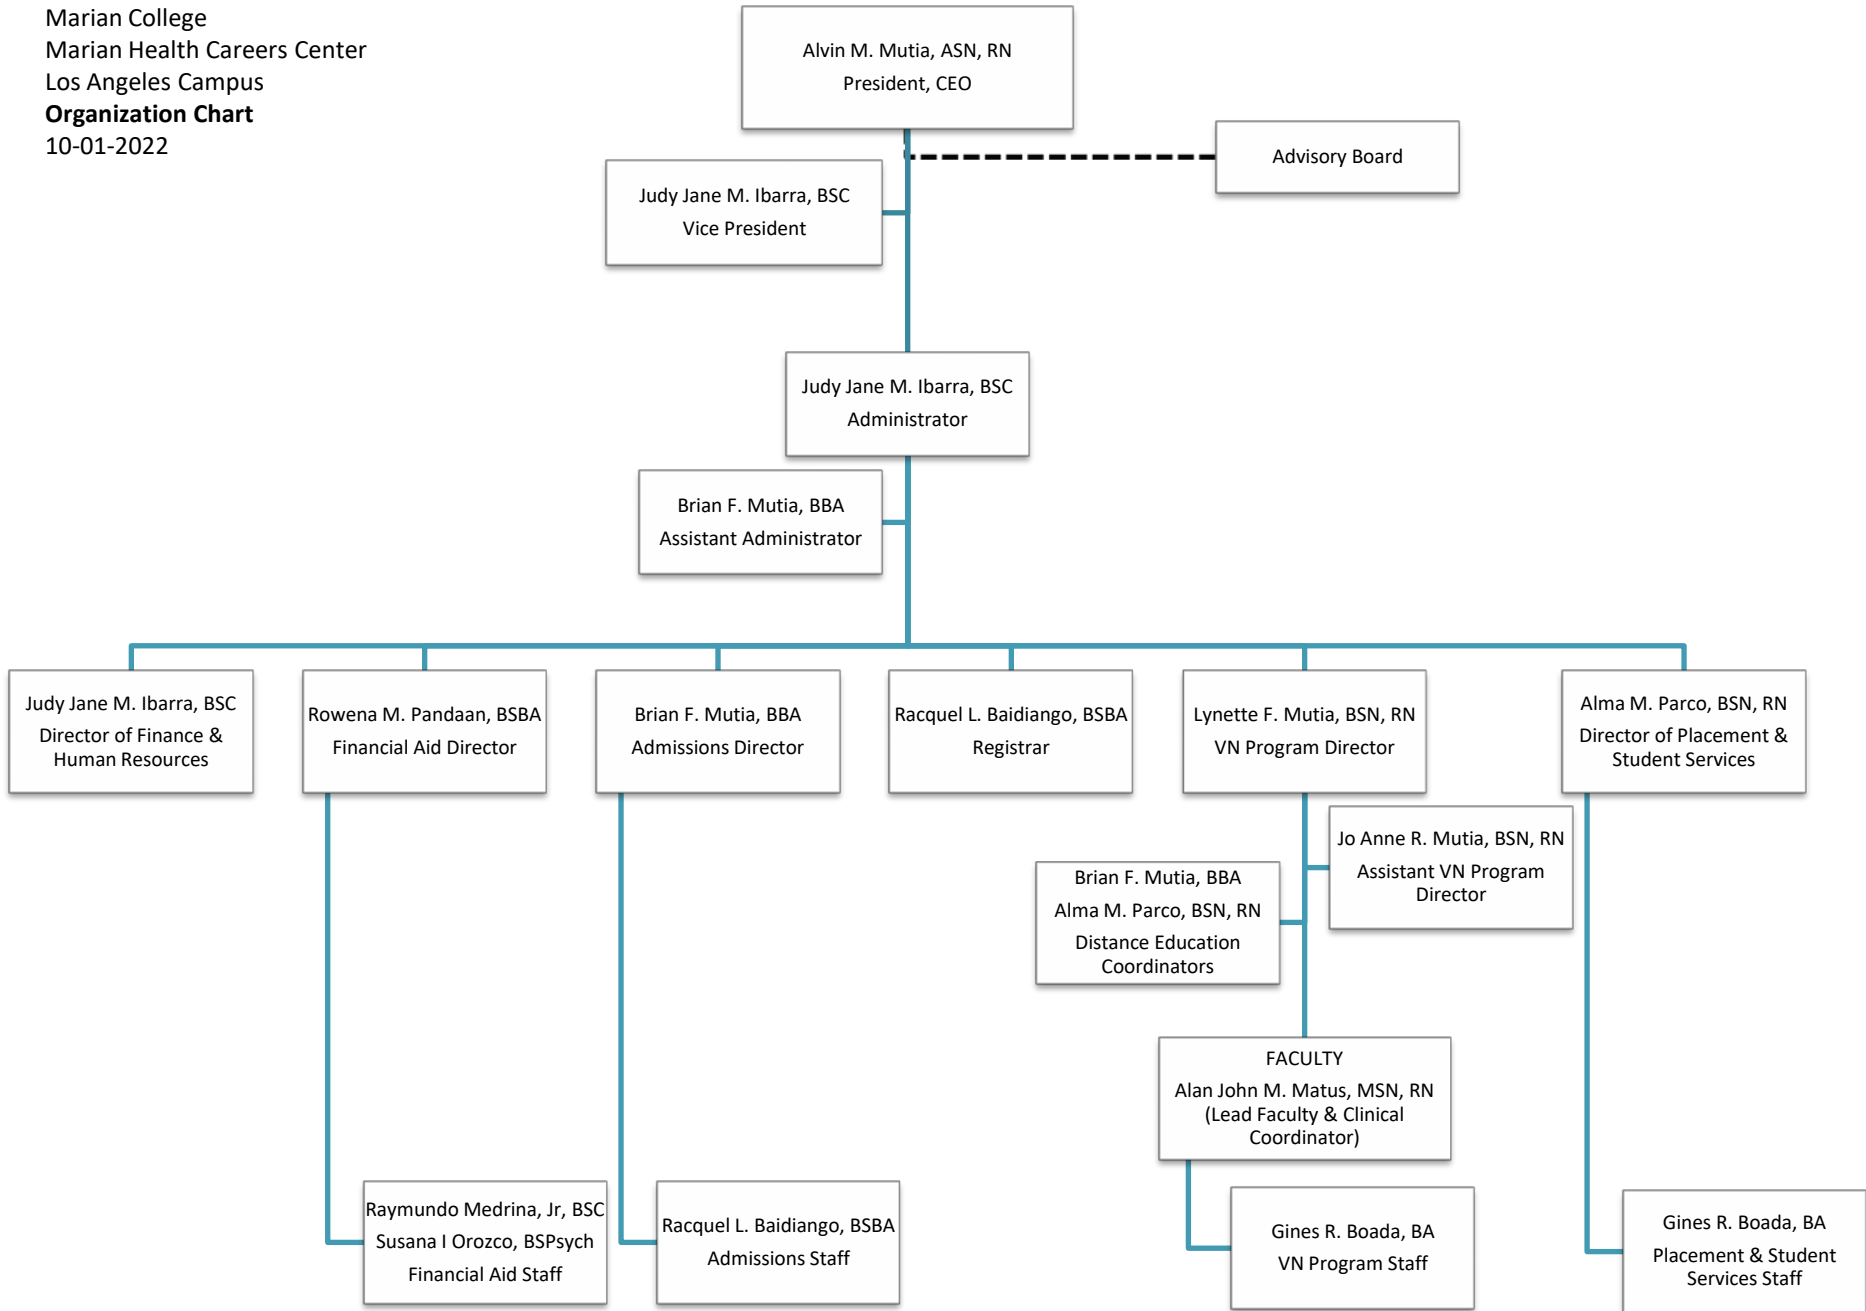 Marian College
Marian Health Careers Center
Los Angeles Campus
Organization Chart
10-01-2022
Alvin M. Mutia, ASN, RN
President, CEO
Advisory Board
Judy Jane M. Ibarra, BSC
Vice President
Judy Jane M. Ibarra, BSC
Administrator
Brian F. Mutia, BBA
Assistant Administrator
Judy Jane M. Ibarra, BSC
Director of Finance &
Human Resources
Rowena M. Pandaan, BSBA
Financial Aid Director
Brian F. Mutia, BBA
Admissions Director
Racquel L. Baidiango, BSBA
Registrar
Lynette F. Mutia, BSN, RN
VN Program Director
Alma M. Parco, BSN, RN
Director of Placement &
Student Services
Jo Anne R. Mutia, BSN, RN
Assistant VN Program
Director
Brian F. Mutia, BBA
Alma M. Parco, BSN, RN
Distance Education
Coordinators
FACULTY
Alan John M. Matus, MSN, RN
(Lead Faculty & Clinical
Coordinator)
Raymundo Medrina, Jr, BSC
Susana I Orozco, BSPsych
Financial Aid Staff
Racquel L. Baidiango, BSBA
Admissions Staff
Gines R. Boada, BA
VN Program Staff
Gines R. Boada, BA
Placement & Student
Services Staff